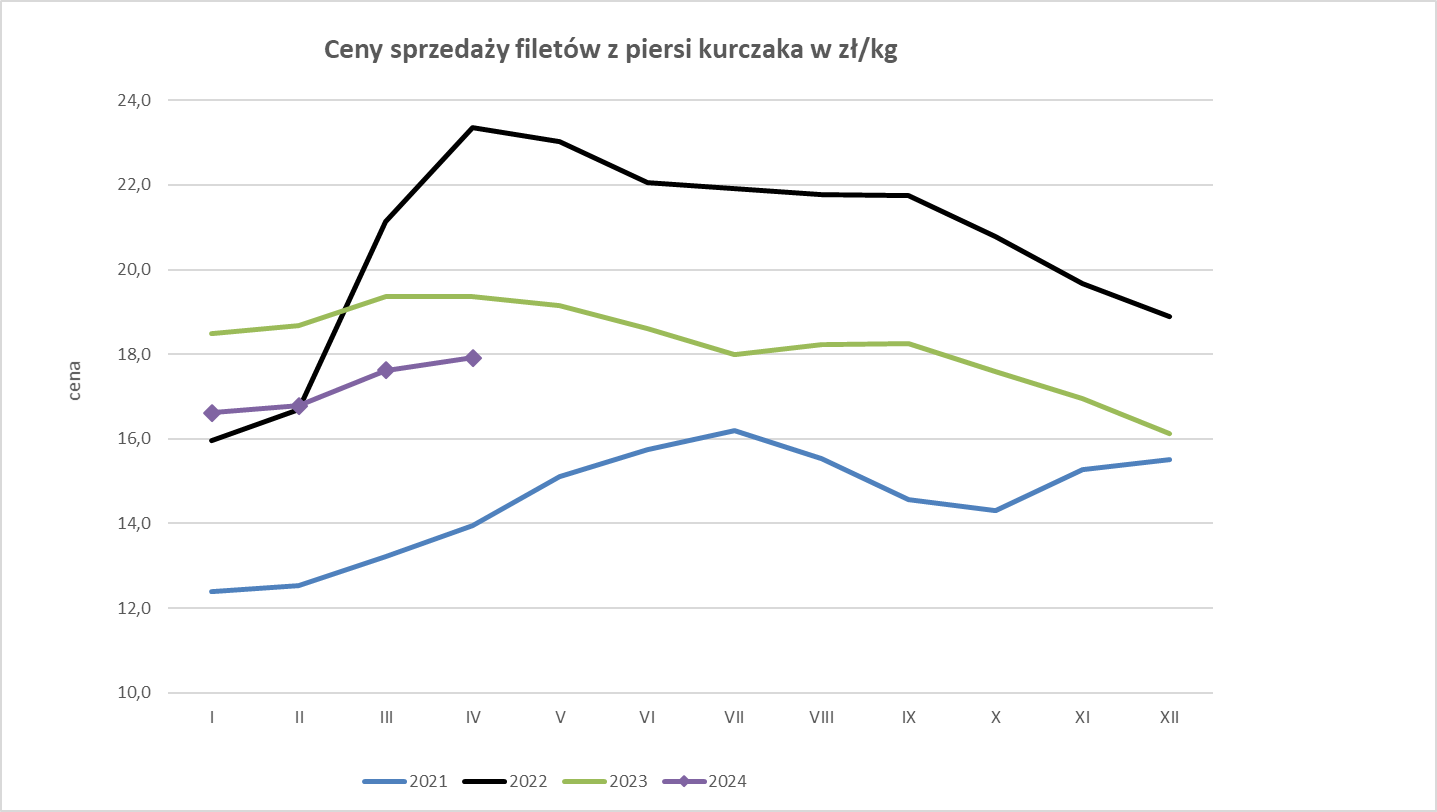 Ceny sprzedaży filetów z piersi kurczaka w zł/kg
24,0
22,0
20,0
18,0
16,0
14,0
12,0
10,0
cena
I II III IV V VI VII VIII IX X XI XII
2021 2022 2023 2024